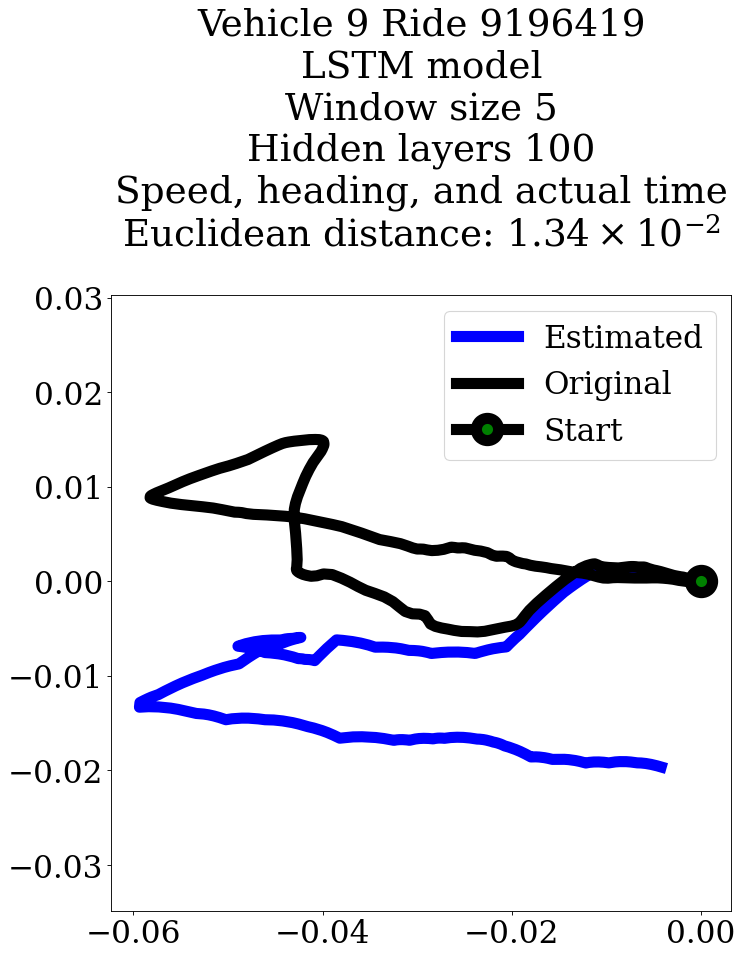 Vehicle 9 Ride 9196419
LSTM model
Window size 5
Hidden layers 100
Speed, heading, and actual time
Euclidean distance: 1.34 × 10⁻²
0.03
0.02
0.01
0.00
−0.01
−0.02
−0.03
Estimated
Original
Start
−0.06
−0.04
−0.02
0.00